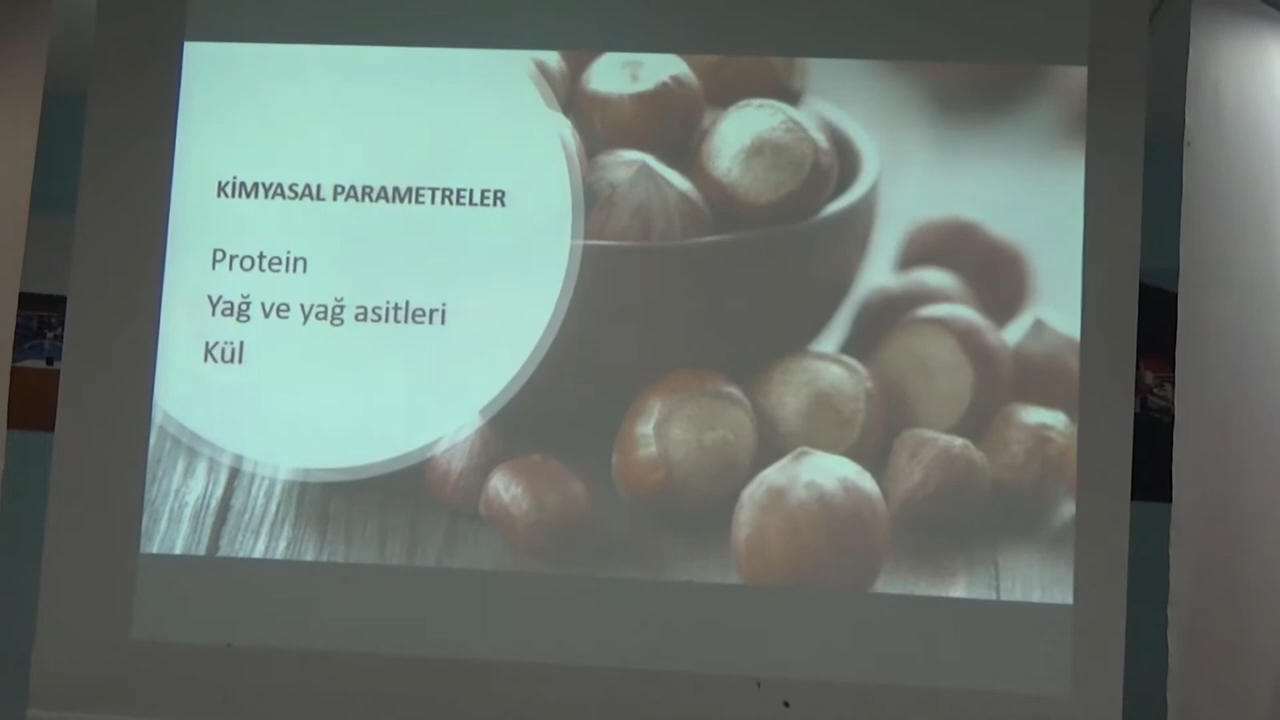 KİMYASAL PARAMETRELER
Protein
Yağ ve yağ asitleri
Kül